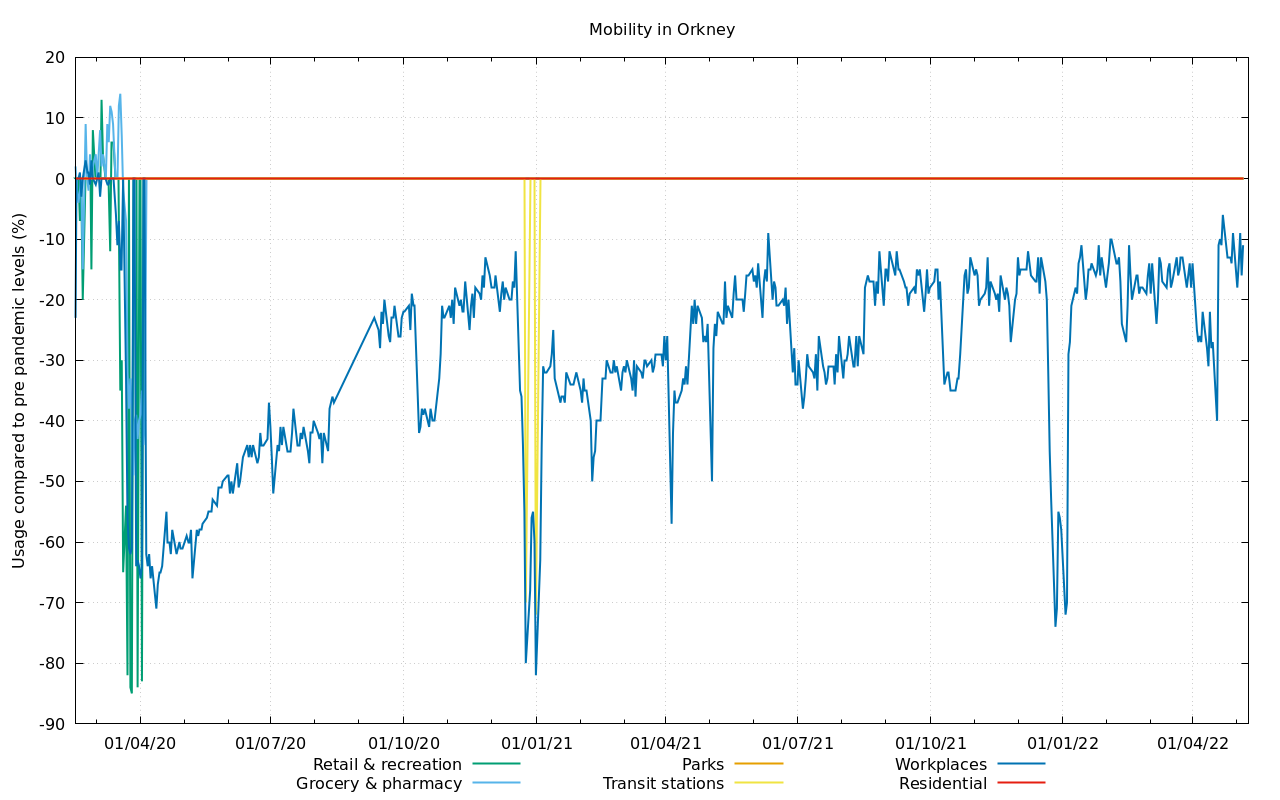 Mobility in Orkney
Usage compared to pre pandemic levels (%)
20
10
0
-10
-20
-30
-40
-50
-60
-70
-80
-90
01/04/20 01/07/20 01/10/20 01/01/21 01/04/21 01/07/21 01/10/21 01/01/22 01/04/22
Retail & recreation Parks Workplaces
Grocery & pharmacy Transit stations Residential